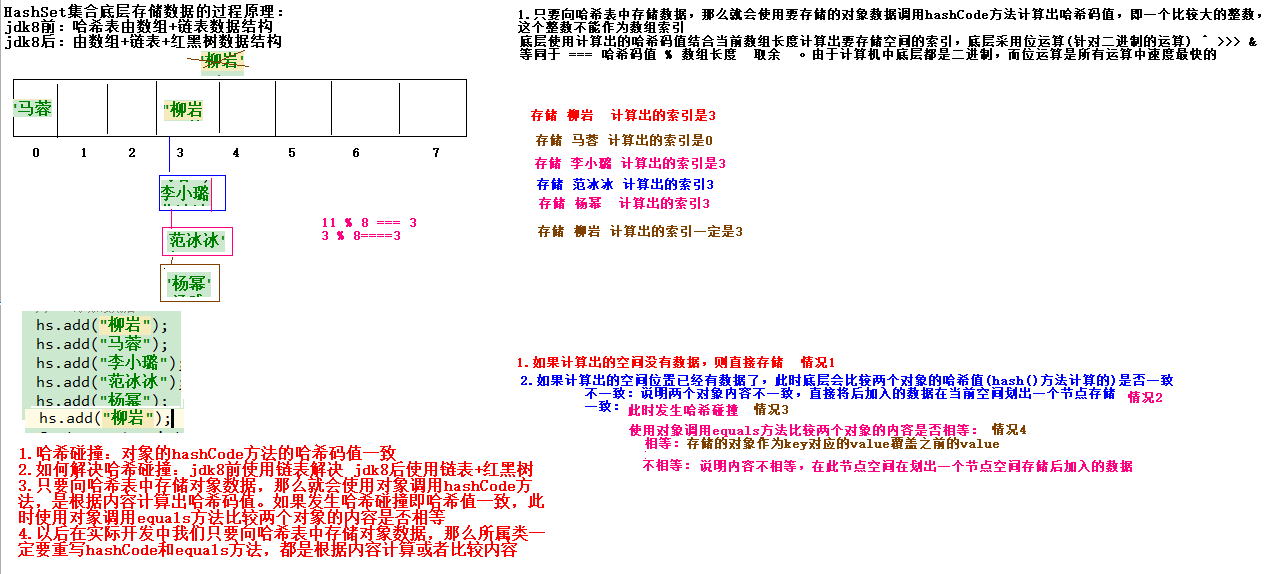 HashSet集合底层存储数据的过程原理：
jdk8前：哈希表由数组+链表数据结构
jdk8后：由数组+链表+红黑树数据结构
柳岩
"马蓉
"柳岩
0 1 2 3 4 5 6 7
李小璐
范冰冰"
"杨幂"
11 % 8 === 3
3 % 8====3
hs.add("柳岩");
hs.add("马蓉");
hs.add("李小璐");
hs.add("范冰冰");
hs.add("杨幂");
hs.add("柳岩");
1.哈希碰撞：对象的hashCode方法的哈希码值一致
2.如何解决哈希碰撞：jdk8前使用链表解决 jdk8后使用链表+红黑树
3.只要向哈希表中存储对象数据，那么就会使用对象调用hashCode方
法，是根据内容计算出哈希码值。如果发生哈希碰撞即哈希值一致，此
时使用对象调用equals方法比较两个对象的内容是否相等
4.以后在实际开发中我们只要向哈希表中存储对象数据，那么所属类一
定要重写hashCode和equals方法，都是根据内容计算或者比较内容
1.只要向哈希表中存储数据，那么就会使用要存储的对象数据调用hashCode方法计算出哈希码值，即一个比较大的整数，
这个整数不能作为数组索引
底层使用计算出的哈希码值结合当前数组长度计算出要存储空间的索引，底层采用位运算(针对二进制的运算) ^ >>> &
等同于 === 哈希码值 % 数组长度 取余 。由于计算机中底层都是二进制，而位运算是所有运算中速度最快的
存储 柳岩 计算出的索引是3
存储 马蓉 计算出的索引是0
存储 李小璐 计算出的索引是3
存储 范冰冰 计算出的索引3
存储 杨幂 计算出的索引3
存储 柳岩 计算出的索引一定是3
1.如果计算出的空间没有数据，则直接存储 情况1
2.如果计算出的空间位置已经有数据了，此时底层会比较两个对象的哈希值(hash()方法计算的)是否一致
不一致：说明两个对象内容不一致，直接将后加入的数据在当前空间划出一个节点存储 情况2
一致：此时发生哈希碰撞 情况3
使用对象调用equals方法比较两个对象的内容是否相等： 情况4
相等：存储的对象作为key对应的value覆盖之前的value
不相等：说明内容不相等，在此节点空间在划出一个节点空间存储后加入的数据